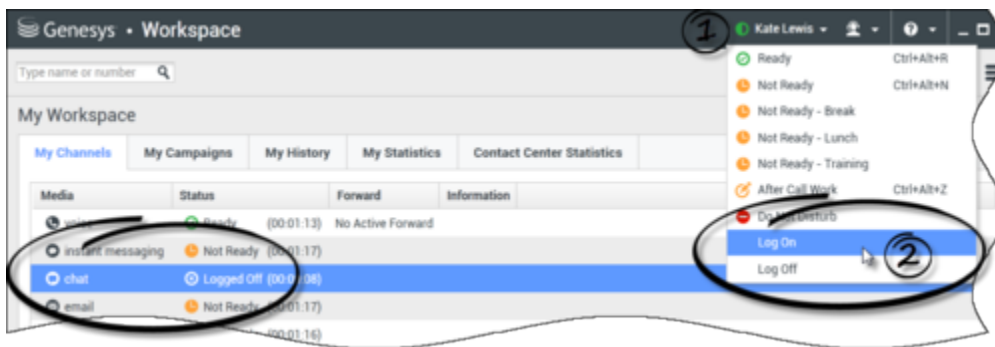 Genesys • Workspace
1
Kate Lewis
Type name or number
Ready Ctrl+Alt+R
Not Ready Ctrl+Alt+N
My Workspace
Not Ready - Break
Not Ready - Lunch
My Channels My Campaigns My History My Statistics Contact Center Statistics
Not Ready - Training
After Call Work Ctrl+Alt+Z
Media Status Forward Information
Do Not Disturb
voice Ready (00:01:13) No Active Forward
Log On 2
instant messaging Not Ready (00:01:17)
Log Off
chat Logged Off
email Not Ready (00:01:17)
(00:01:16)